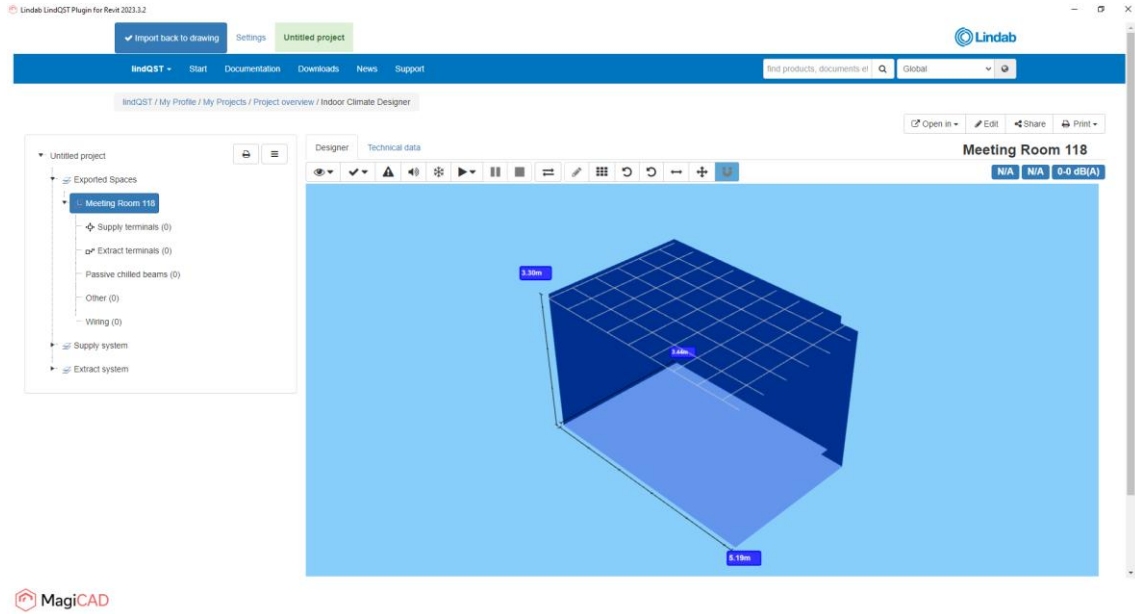 Lindab LindQST Plugin for Revit 2023.3.2
Import back to drawing Settings Untitled project
Lindab
lindQST Start Documentation Downloads News Support find products, documents et Global
lindQST / My Profile / My Projects / Project overview / Indoor Climate Designer
Open in Edit Share Print
Untitled project
Exported Spaces
Meeting Room 118
Supply terminals (0)
Extract terminals (0)
Passive chilled beams (0)
Other (0)
Wiring (0)
Supply system
Extract system
Designer Technical data
Meeting Room 118
N/A N/A 0-0 dB(A)
3.30m
3.44m
5.19m
MagiCAD